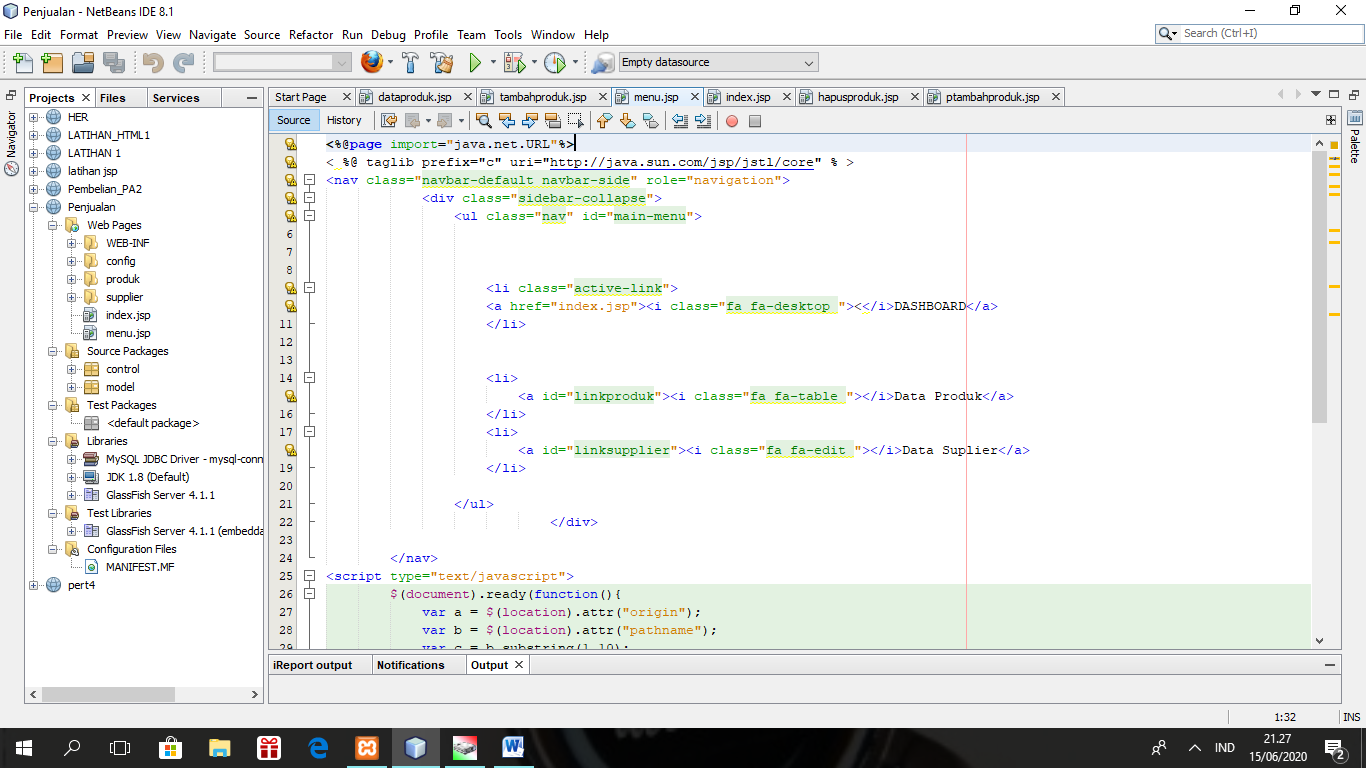 Penjualan - NetBeans IDE 8.1
File Edit Format Preview View Navigate Source Refactor Run Debug Profile Team Tools Window Help
Search (Ctrl+I)
Empty datasource
Projects Files Services
Navigator
HER
LATIHAN_HTML1
LATIHAN 1
latihan jsp
Pembelian_PA2
Penjualan
Web Pages
WEB-INF
config
produk
supplier
index.jsp
menu.jsp
Source Packages
control
model
Test Packages
<default package>
Libraries
MySQL JDBC Driver - mysql-conn
JDK 1.8 (Default)
GlassFish Server 4.1.1
Test Libraries
GlassFish Server 4.1.1 (embedda
Configuration Files
MANIFEST.MF
pert4
Start Page dataproduk.jsp tambahproduk.jsp menu.jsp index.jsp hapusproduk.jsp ptambahproduk.jsp
Source History
<%@page import="java.net.URL"%>
< %@ taglib prefix="c" uri="http://java.sun.com/jsp/jstl/core" % >
<nav class="navbar-default navbar-side" role="navigation">
<div class="sidebar-collapse">
<ul class="nav" id="main-menu">
6
7
8
<li class="active-link">
<a href="index.jsp"><i class="fa fa-desktop "><</i>DASHBOARD</a>
11 </li>
12
13
14 <li>
<a id="linkproduk"><i class="fa fa-table "></i>Data Produk</a>
16 </li>
17 <li>
<a id="linksupplier"><i class="fa fa-edit "></i>Data Suplier</a>
19 </li>
20
21 </ul>
22 </div>
23
24 </nav>
25 <script type="text/javascript">
26 $(document).ready(function(){
27 var a = $(location).attr("origin");
28 var b = $(location).attr("pathname");
29 var c = b.substring(1,10);
iReport output Notifications Output
1:32 INS
Palette
IND
21.27
15/06/2020
2